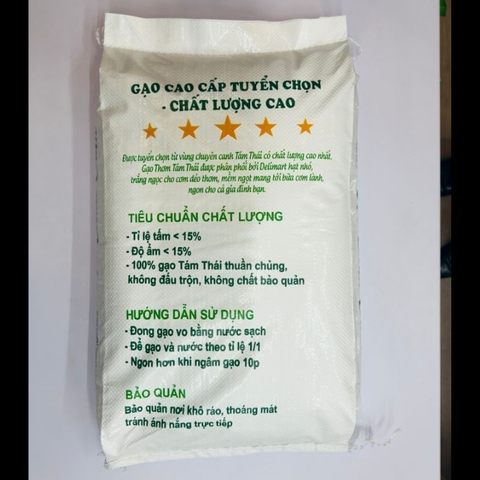 GẠO CAO CẤP TUYỂN CHỌN
- CHẤT LƯỢNG CAO
Được tuyển chọn từ vùng chuyên canh Tám Thái có chất lượng cao nhất.
Gạo Thơm Tám Thái được phân phối bởi Delimart hạt nhỏ,
trắng ngọc cho cơm dẻo thơm, mềm ngọt mang tới bữa cơm lành,
ngon cho cả gia đình bạn.
TIÊU CHUẨN CHẤT LƯỢNG
- Tỉ lệ tấm < 15%
- Độ ẩm < 15%
- 100% gạo Tám Thái thuần chủng,
không đấu trộn, không chất bảo quản
HƯỚNG DẪN SỬ DỤNG
- Đong gạo vo bằng nước sạch
- Để gạo và nước theo tỉ lệ 1/1
- Ngon hơn khi ngâm gạo 10p
BẢO QUẢN
Bảo quản nơi khô ráo, thoáng mát
tránh ánh nắng trực tiếp